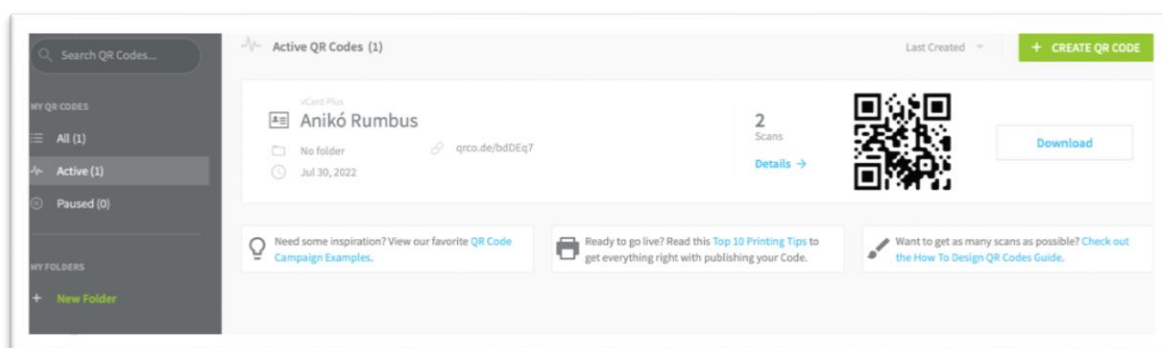 Search QR Codes...
MY QR CODES
All (1)
Active (1)
Paused (0)
MY FOLDERS
+ New Folder
Active QR Codes (1)
Last Created
+ CREATE QR CODE
vCard Plus
Anikó Rumbus
No folder
qrco.de/bdDEq7
Jul 30, 2022
2
Scans
Details →
Download
Need some inspiration? View our favorite QR Code
Campaign Examples.
Ready to go live? Read this Top 10 Printing Tips to
get everything right with publishing your Code.
Want to get as many scans as possible? Check out
the How To Design QR Codes Guide.